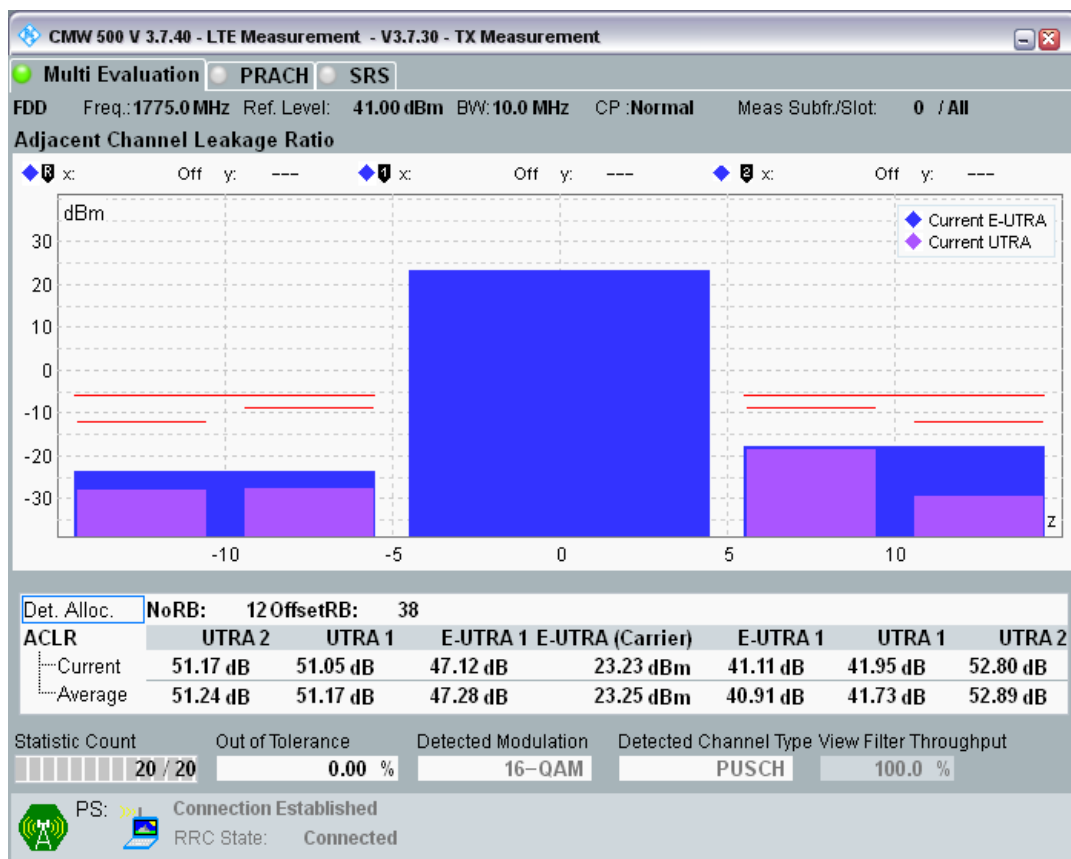 CMW 500 V 3.7.40 - LTE Measurement - V3.7.30 - TX Measurement
Multi Evaluation PRACH SRS
FDD Freq.: 1775.0 MHz Ref. Level: 41.00 dBm BW: 10.0 MHz CP :Normal Meas Subfr./Slot: 0 / All
Adjacent Channel Leakage Ratio
R x: Off y: --- 1 x: Off y: --- 2 x: Off y: ---
dBm
Current E-UTRA
Current UTRA
30
20
10
0
-10
-20
-30
z
-10 -5 0 5 10
Det. Alloc. NoRB: 12 OffsetRB: 38
ACLR UTRA 2 UTRA 1 E-UTRA 1 E-UTRA (Carrier) E-UTRA 1 UTRA 1 UTRA 2
Current 51.17 dB 51.05 dB 47.12 dB 23.23 dBm 41.11 dB 41.95 dB 52.80 dB
Average 51.24 dB 51.17 dB 47.28 dB 23.25 dBm 40.91 dB 41.73 dB 52.89 dB
Statistic Count Out of Tolerance Detected Modulation Detected Channel Type View Filter Throughput
20 / 20 0.00 % 16-QAM PUSCH 100.0 %
PS: Connection Established
RRC State: Connected